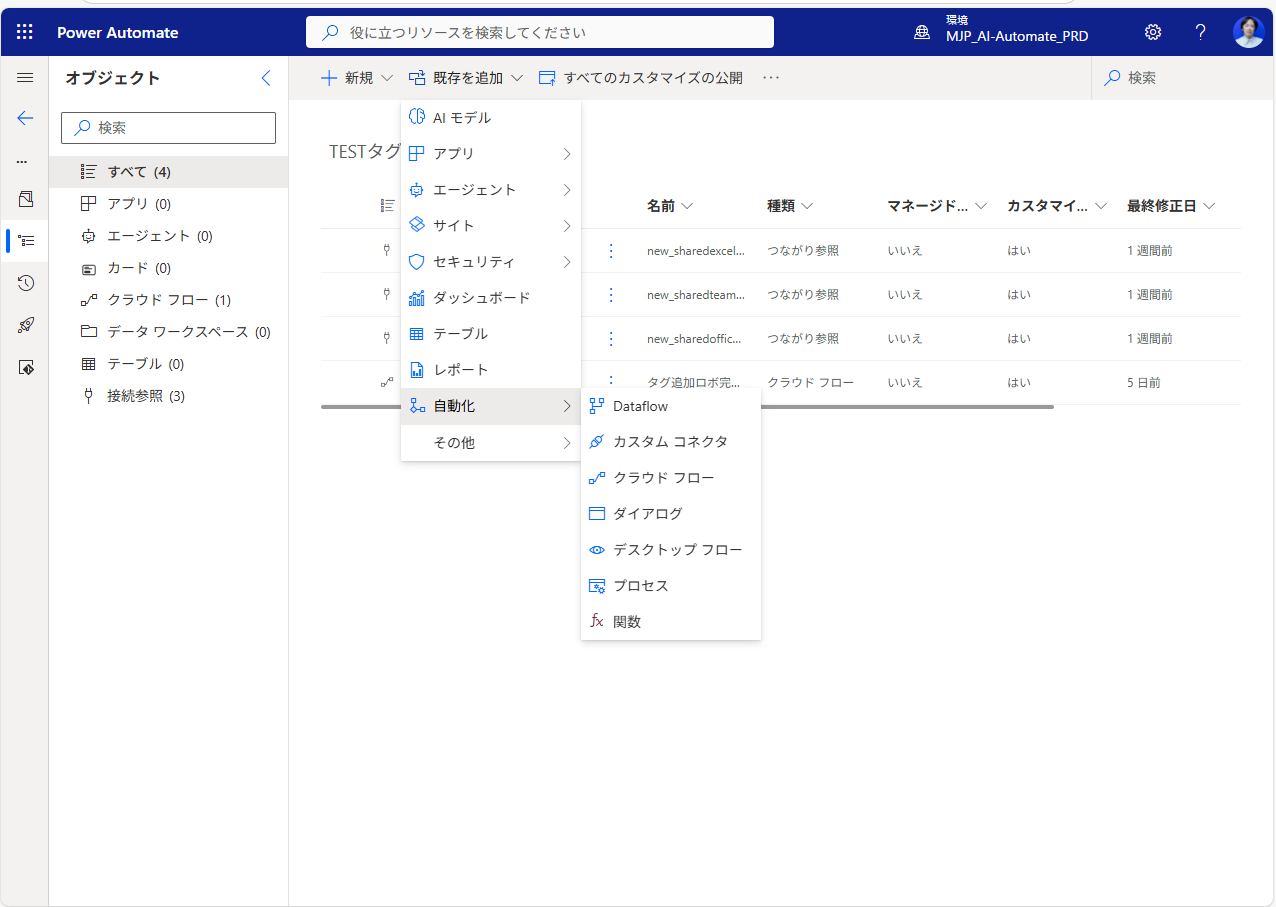 Power Automate
役に立つリソースを検索してください
環境
MJP_AI-Automate_PRD
オブジェクト
検索
すべて (4)
アプリ (0)
エージェント (0)
カード (0)
クラウド フロー (1)
データ ワークスペース (0)
テーブル (0)
接続参照 (3)
新規
既存を追加
すべてのカスタマイズの公開
検索
TESTタグ
AI モデル
アプリ
エージェント
サイト
セキュリティ
ダッシュボード
テーブル
レポート
自動化
その他
Dataflow
カスタム コネクタ
クラウド フロー
ダイアログ
デスクトップ フロー
プロセス
関数
名前 種類 マネージド... カスタマイ... 最終修正日
new_sharedexcel... つながり参照 いいえ はい 1 週間前
new_sharedteam... つながり参照 いいえ はい 1 週間前
new_sharedoffic... つながり参照 いいえ はい 1 週間前
タグ追加ロボ完... クラウド フロー いいえ はい 5 日前